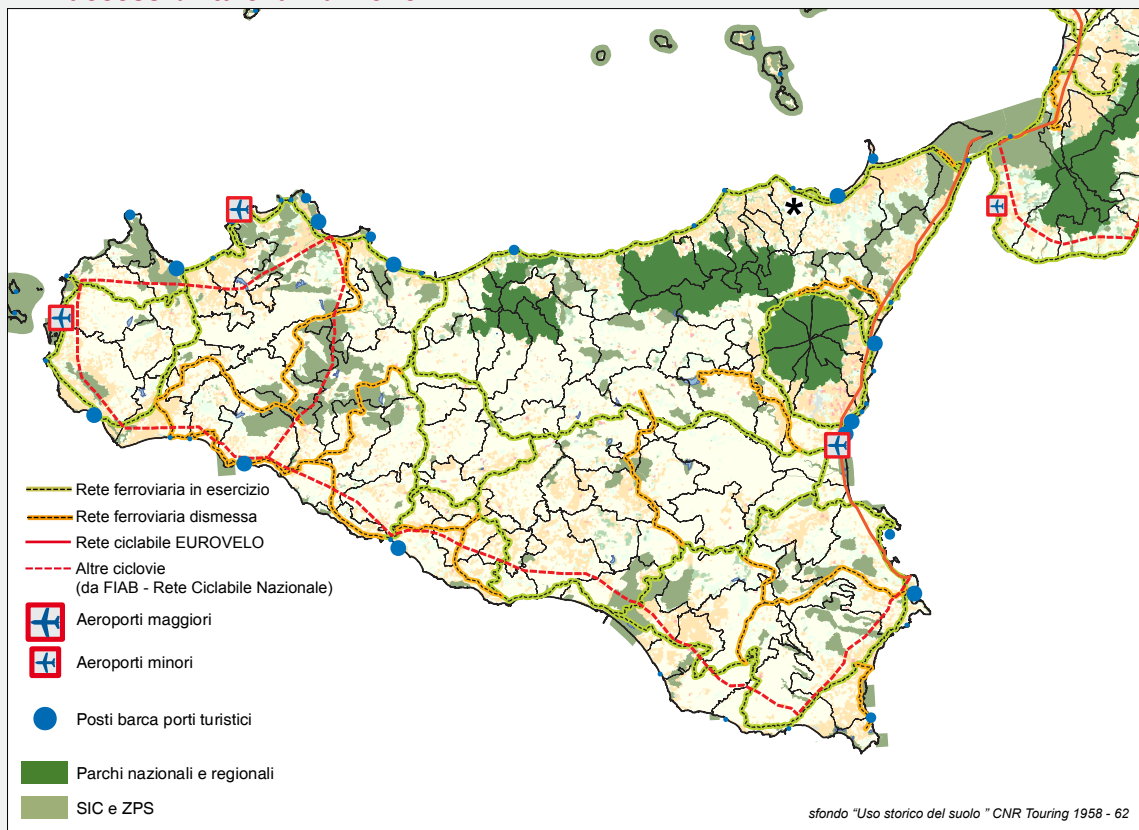 Rete ferroviaria in esercizio
Rete ferroviaria dismessa
Rete ciclabile EUROVELO
Altre ciclovie
(da FIAB - Rete Ciclabile Nazionale)
Aeroporti maggiori
Aeroporti minori
Posti barca porti turistici
Parchi nazionali e regionali
SIC e ZPS
*
sfondo “Uso storico del suolo ” CNR Touring 1958 - 62